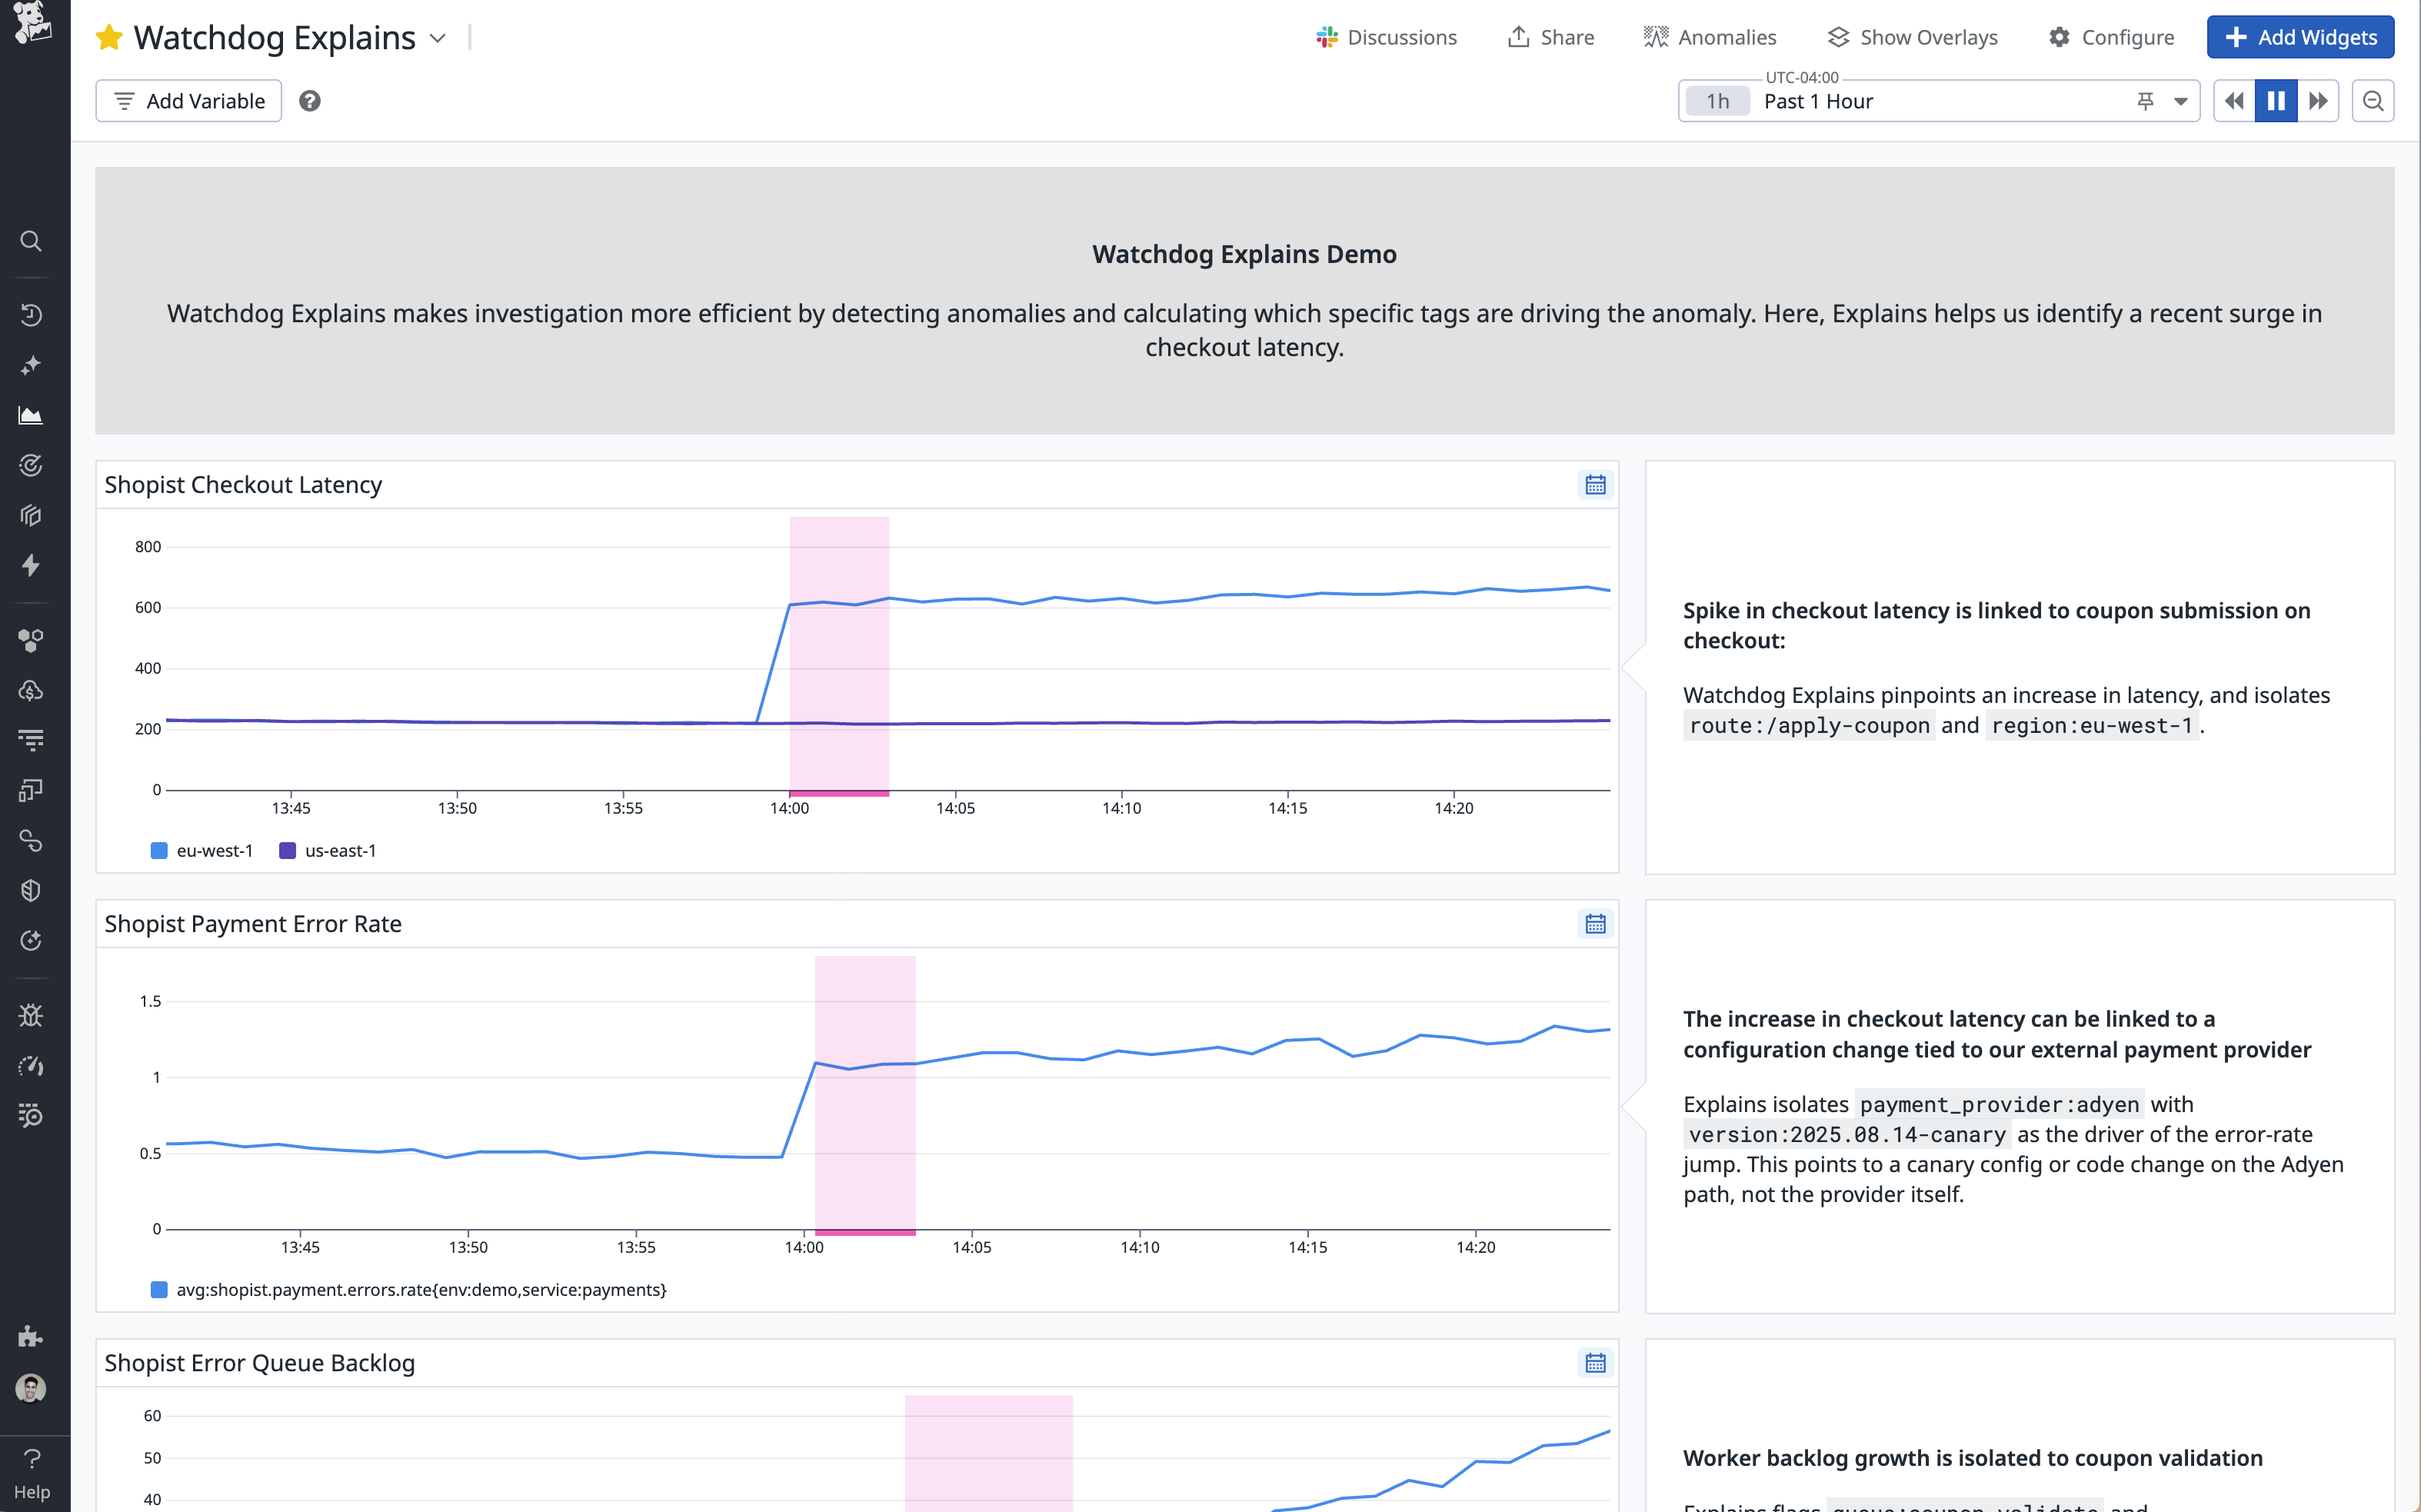 Watchdog Explains
Discussions
Share
Anomalies
Show Overlays
Configure
Add Widgets
Add Variable
UTC-04:00
1h
Past 1 Hour
Watchdog Explains Demo
Watchdog Explains makes investigation more efficient by detecting anomalies and calculating which specific tags are driving the anomaly. Here, Explains helps us identify a recent surge in
checkout latency.
Shopist Checkout Latency
800
600
400
200
0
13:45 13:50 13:55 14:00 14:05 14:10 14:15 14:20
eu-west-1 us-east-1
Spike in checkout latency is linked to coupon submission on
checkout:
Watchdog Explains pinpoints an increase in latency, and isolates
route:/apply-coupon and region:eu-west-1.
Shopist Payment Error Rate
1.5
1
0.5
0
13:45 13:50 13:55 14:00 14:05 14:10 14:15 14:20
avg:shopist.payment.errors.rate{env:demo,service:payments}
The increase in checkout latency can be linked to a
configuration change tied to our external payment provider
Explains isolates payment_provider:adyen with
version:2025.08.14-canary as the driver of the error-rate
jump. This points to a canary config or code change on the Adyen
path, not the provider itself.
Shopist Error Queue Backlog
60
50
40
Worker backlog growth is isolated to coupon validation
Explains flags queue:coupon-validate and
Help